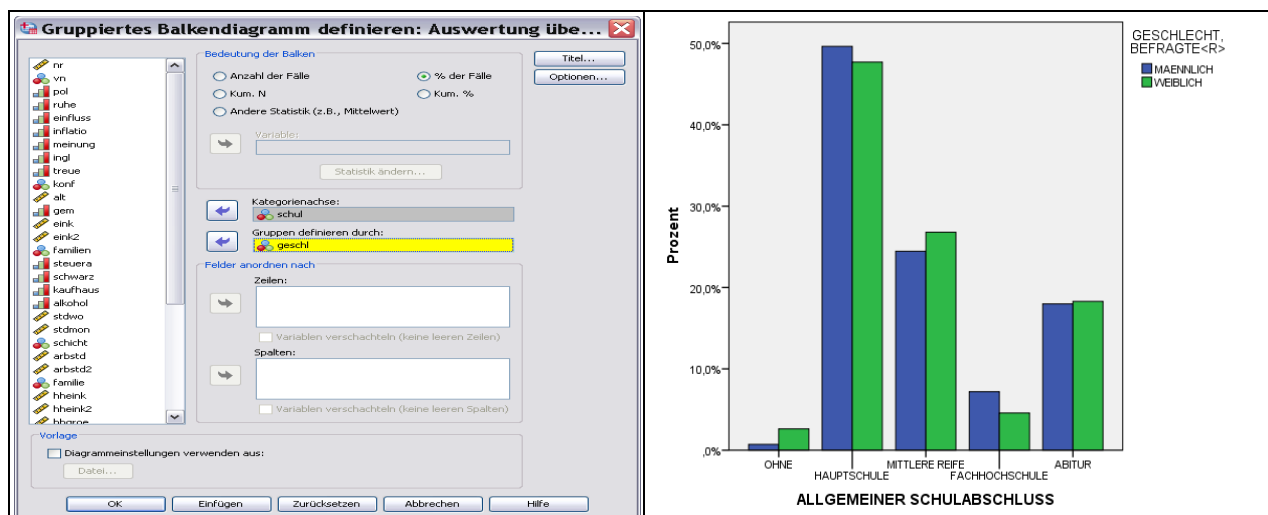 Gruppiertes Balkendiagramm definieren: Auswertung übe...
nr
vn
pol
ruhe
einfluss
inflatio
meinung
ingl
treue
konf
alt
gem
eink
eink2
familien
steuera
schwarz
kaufhaus
alkohol
stdwo
stdmon
schicht
arbstd
arbstd2
familie
hheink
hheink2
hhgroe
Bedeutung der Balken
Anzahl der Fälle
% der Fälle
Kum. N
Kum. %
Andere Statistik (z.B., Mittelwert)
Variable:
Statistik ändern...
Titel...
Optionen...
Kategorienachse:
schul
Gruppen definieren durch:
geschl
Felder anordnen nach
Zeilen:
Variablen verschachteln (keine leeren Zeilen)
Spalten:
Variablen verschachteln (keine leeren Spalten)
Vorlage
Diagrammeinstellungen verwenden aus:
Datei...
OK
Einfügen
Zurücksetzen
Abbrechen
Hilfe
GESCHLECHT,
BEFRAGTE<R>
MAENNLICH
WEIBLICH
Prozent
50,0%
40,0%
30,0%
20,0%
10,0%
,0%
OHNE
HAUPTSCHULE
MITTLERE REIFE
FACHHOCHSCHULE
ABITUR
ALLGEMEINER SCHULABSCHLUSS